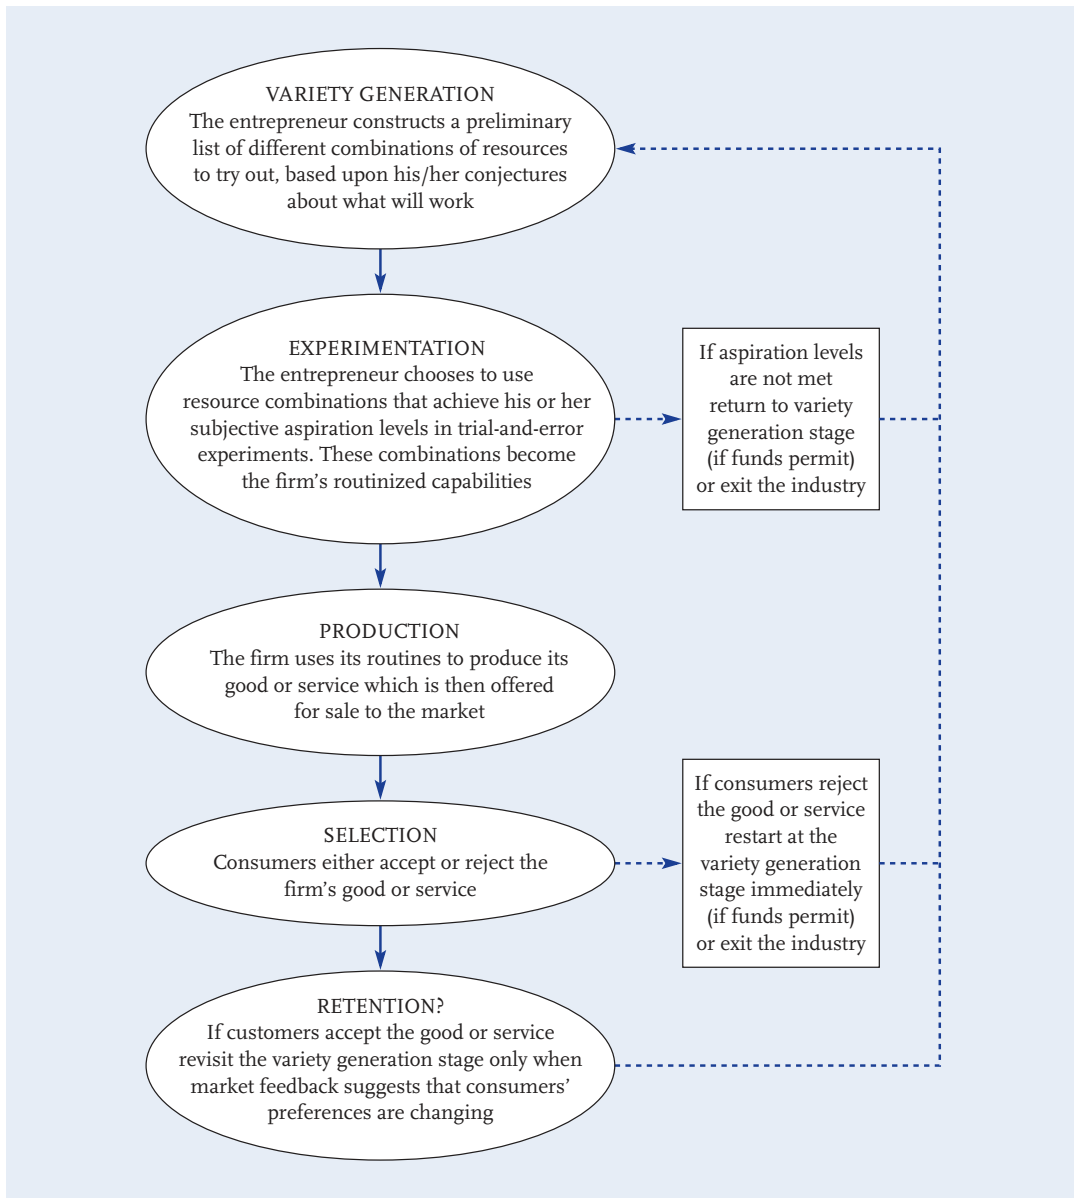 VARIETY GENERATION
The entrepreneur constructs a preliminary
list of different combinations of resources
to try out, based upon his/her conjectures
about what will work
EXPERIMENTATION
The entrepreneur chooses to use
resource combinations that achieve his or her
subjective aspiration levels in trial-and-error
experiments. These combinations become
the firm's routinized capabilities
If aspiration levels
are not met
return to variety
generation stage
(if funds permit)
or exit the industry
PRODUCTION
The firm uses its routines to produce its
good or service which is then offered
for sale to the market
SELECTION
Consumers either accept or reject the
firm's good or service
If consumers reject
the good or service
restart at the
variety generation
stage immediately
(if funds permit)
or exit the industry
RETENTION?
If customers accept the good or service
revisit the variety generation stage only when
market feedback suggests that consumers'
preferences are changing